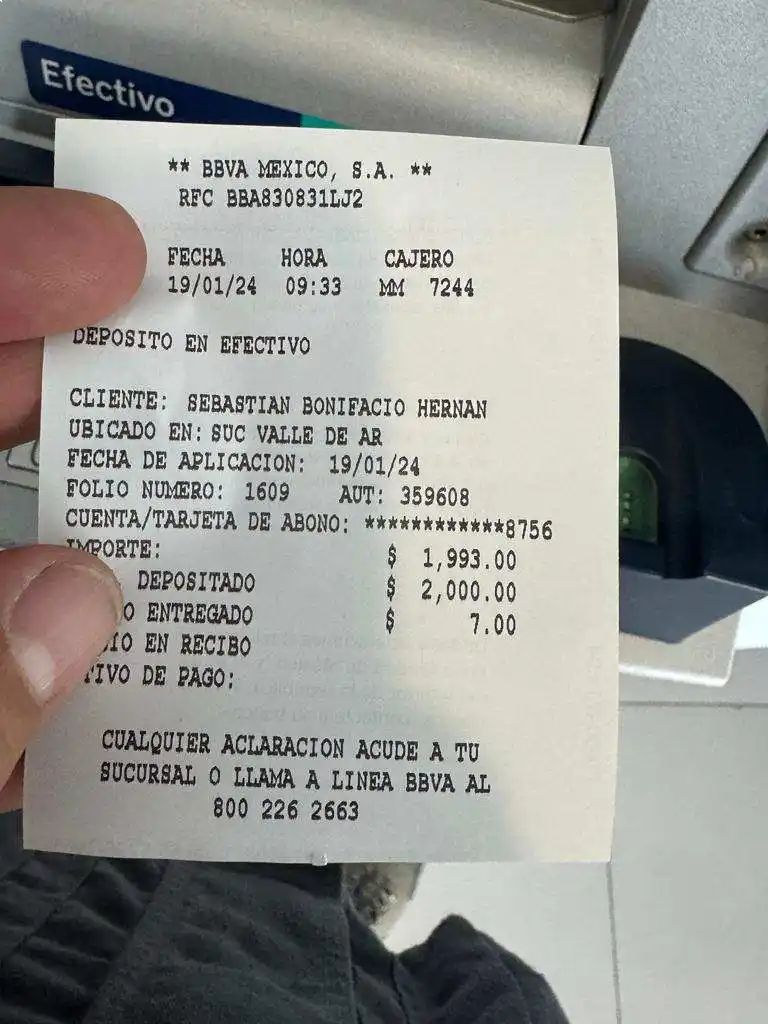 Efectivo
** BBVA MEXICO, S.A. **
RFC BBA830831LJ2
FECHA HORA CAJERO
19/01/24 09:33 MM 7244
DEPOSITO EN EFECTIVO
CLIENTE: SEBASTIAN BONIFACIO HERNAN
UBICADO EN: SUC VALLE DE AR
FECHA DE APLICACION: 19/01/24
FOLIO NUMERO: 1609 AUT: 359608
CUENTA/TARJETA DE ABONO: ************8756
IMPORTE: $ 1,993.00
DEPOSITADO $ 2,000.00
ENTREGADO $ 7.00
EN RECIBO
DE PAGO:
CUALQUIER ACLARACION ACUDE A TU
SUCURSAL O LLAMA A LINEA BBVA AL
800 226 2663